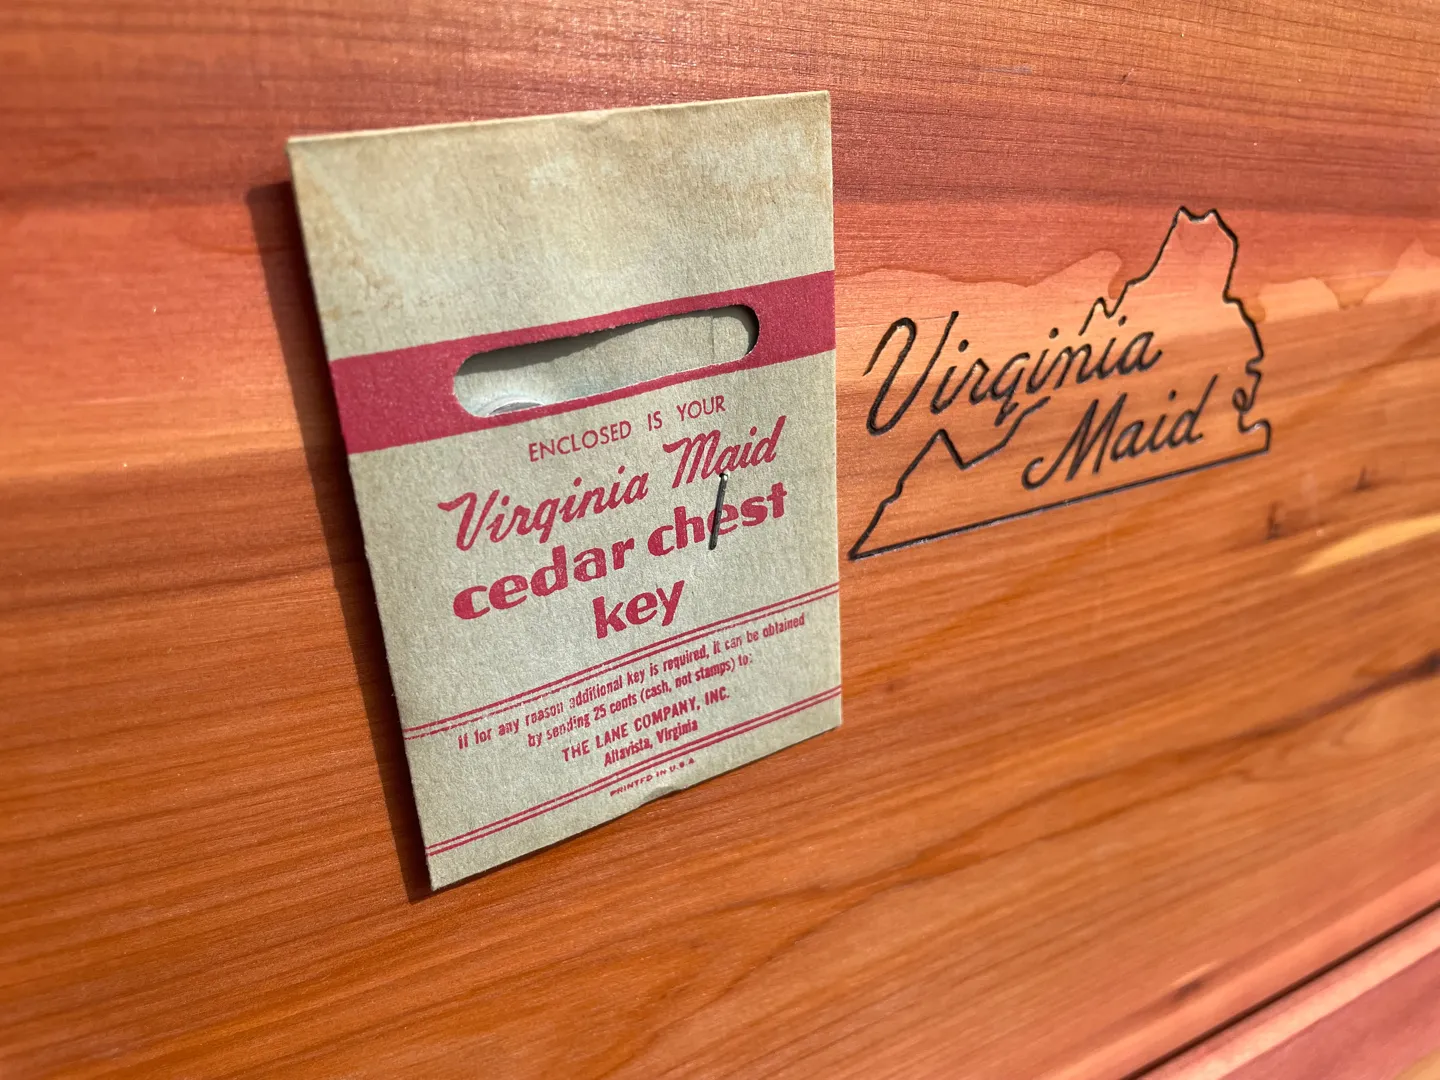 ENCLOSED IS YOUR
Virginia Maid
cedar chest
key
If for any reason additional key is required, it can be obtained
by sending 25 cents (cash, not stamps) to:
THE LANE COMPANY, INC.
Altavista, Virginia
PRINTED IN U.S.A.
Virginia
Maid